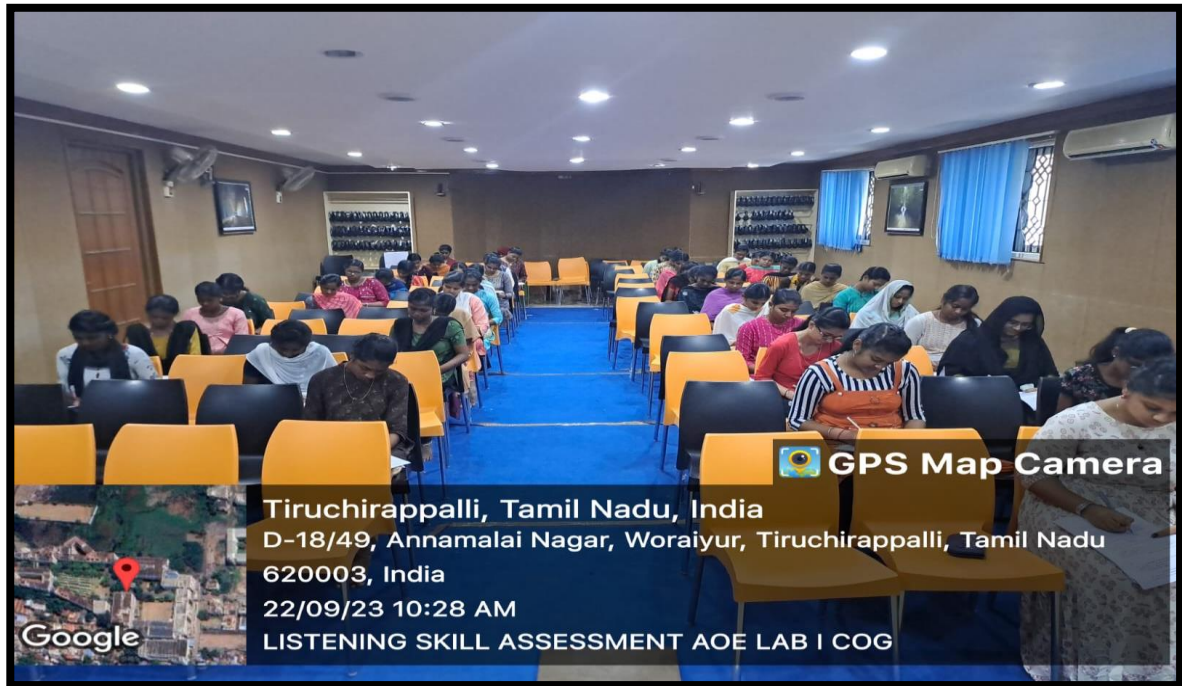 GPS Map Camera
Tiruchirappalli, Tamil Nadu, India
D-18/49, Annamalai Nagar, Woraiyur, Tiruchirappalli, Tamil Nadu
620003, India
22/09/23 10:28 AM
LISTENING SKILL ASSESSMENT AOE LAB I COG
Google